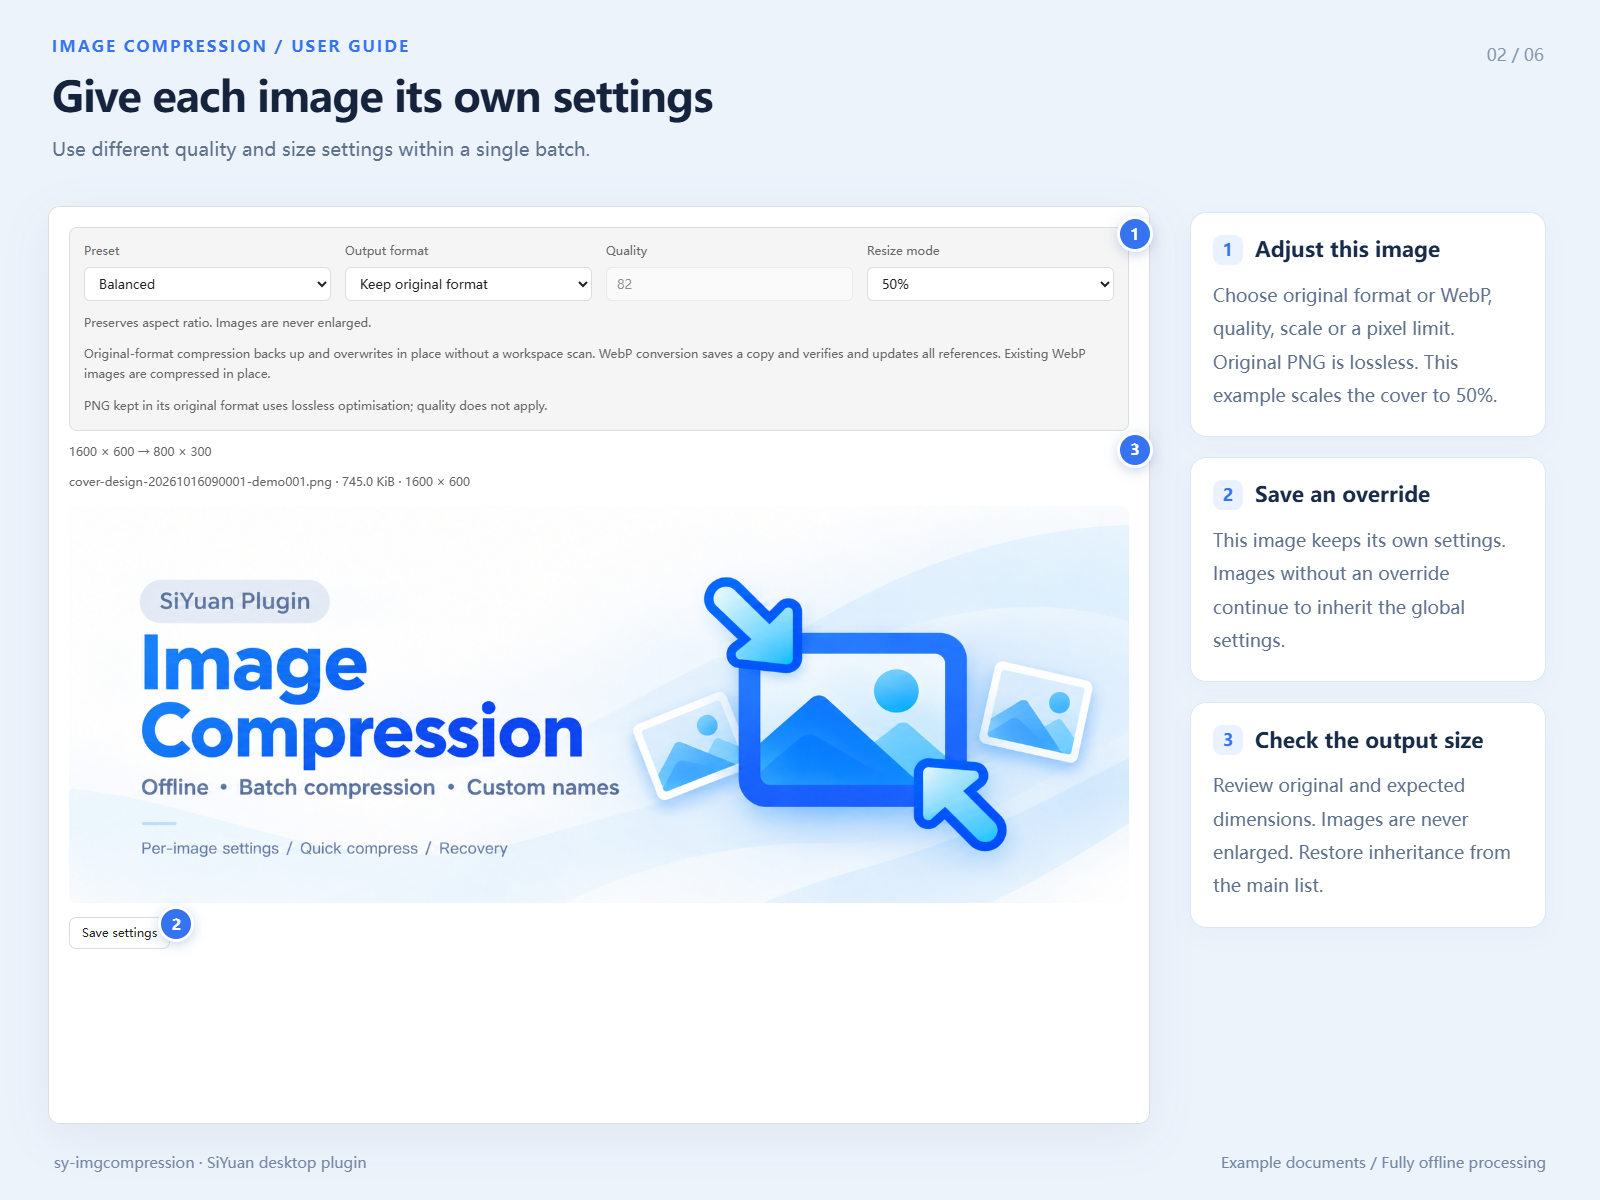 IMAGE COMPRESSION / USER GUIDE
02 / 06
Give each image its own settings
Use different quality and size settings within a single batch.
Preset
Output format
Quality
Resize mode
1
Balanced
Keep original format
82
50%
Preserves aspect ratio. Images are never enlarged.
Original-format compression backs up and overwrites in place without a workspace scan. WebP conversion saves a copy and verifies and updates all references. Existing WebP
images are compressed in place.
PNG kept in its original format uses lossless optimisation; quality does not apply.
1600 × 600 → 800 × 300
3
cover-design-20261016090001-demo001.png · 745.0 KiB · 1600 × 600
SiYuan Plugin
Image
Compression
Offline • Batch compression • Custom names
Per-image settings / Quick compress / Recovery
Save settings
2
1 Adjust this image
Choose original format or WebP,
quality, scale or a pixel limit.
Original PNG is lossless. This
example scales the cover to 50%.
2 Save an override
This image keeps its own settings.
Images without an override
continue to inherit the global
settings.
3 Check the output size
Review original and expected
dimensions. Images are never
enlarged. Restore inheritance from
the main list.
sy-imgcompression · SiYuan desktop plugin
Example documents / Fully offline processing